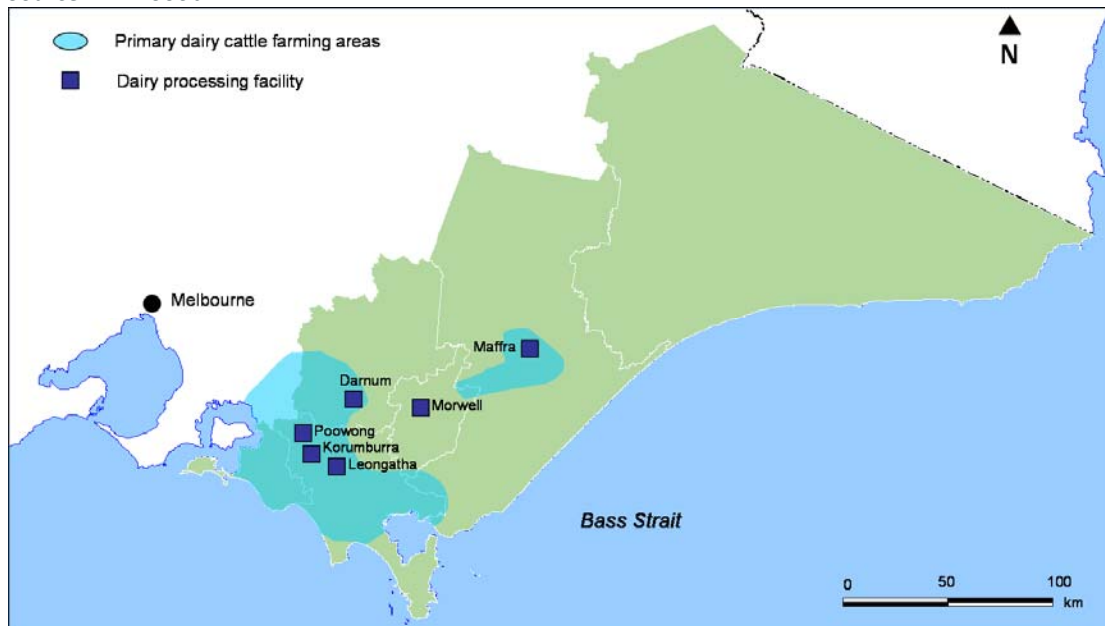 Primary dairy cattle farming areas
Dairy processing facility
N
Melbourne
Maffra
Darnum
Morwell
Poowong
Korumburra
Leongatha
Bass Strait
0 50 100
km